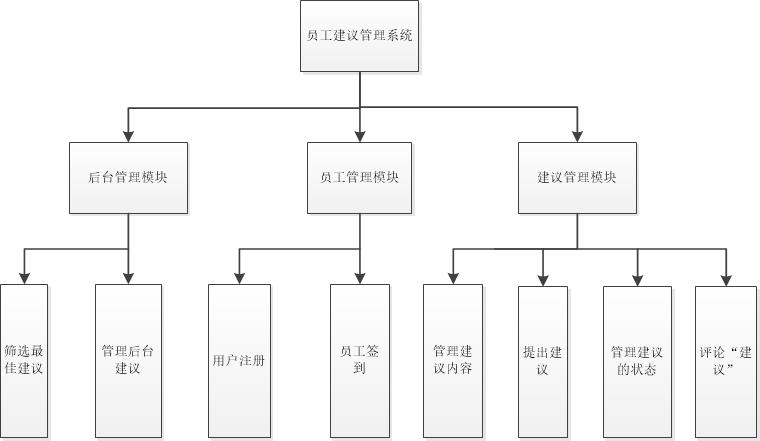 员工建议管理系统
后台管理模块
员工管理模块
建议管理模块
筛选最
佳建议
管理后台
建议
用户注册
员工签
到
管理建
议内容
提出建
议
管理建议
的状态
评论“建
议”